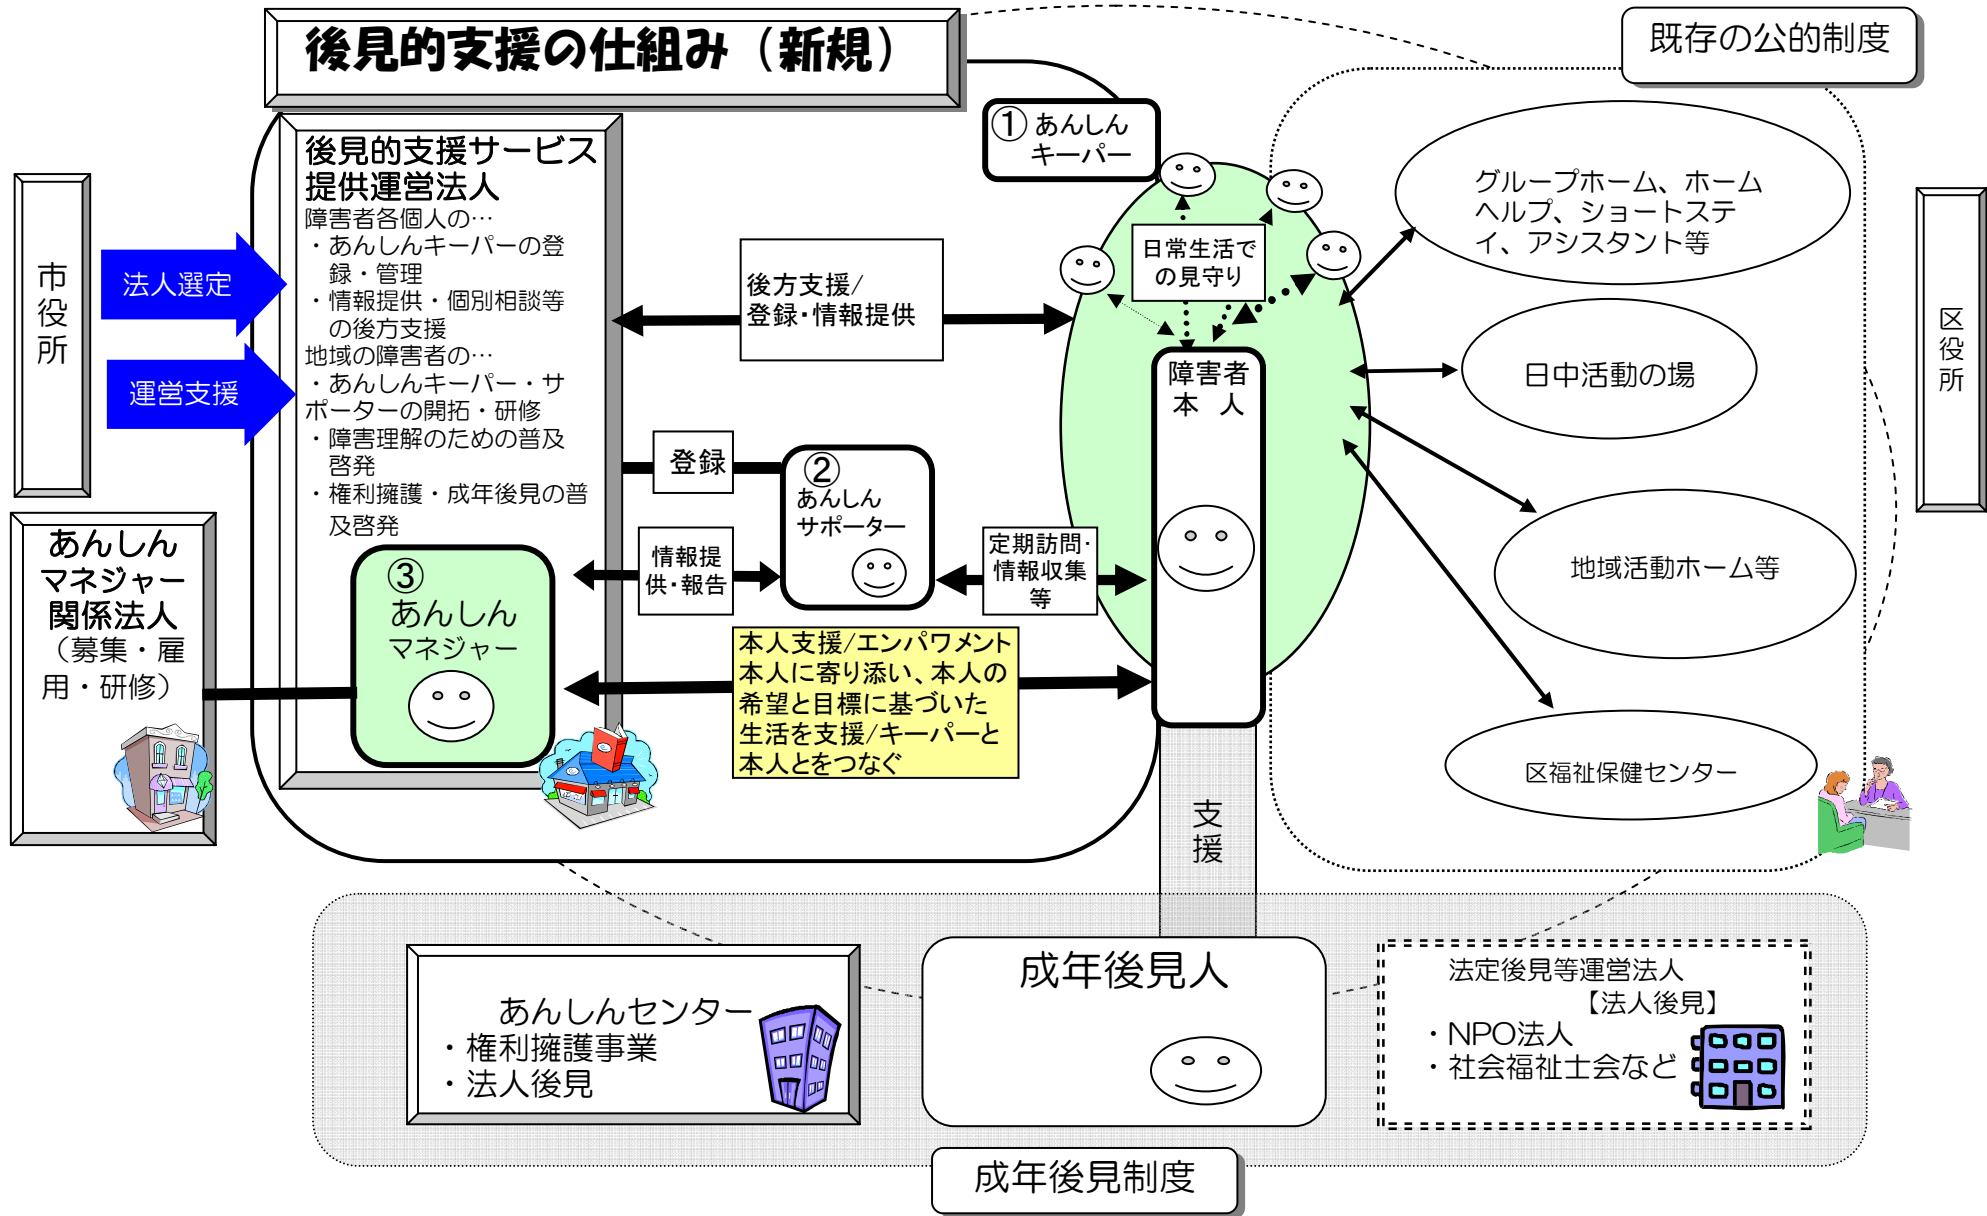 後見的支援の仕組み（新規）
既存の公的制度
市役所
法人選定
運営支援
後見的支援サービス
提供運営法人
障害者各個人の…
・あんしんキーパーの登
録・管理
・情報提供・個別相談等
の後方支援
地域の障害者の…
・あんしんキーパー・サ
ポーターの開拓・研修
・障害理解のための普及
啓発
・権利擁護・成年後見の普
及啓発
①あんしん
キーパー
日常生活で
の見守り
後方支援/
登録・情報提供
障害者
本　人
登録
②
あんしん
サポーター
情報提
供・報告
定期訪問・
情報収集
等
③
あんしん
マネジャー
本人支援/エンパワメント
本人に寄り添い、本人の
希望と目標に基づいた
生活を支援/キーパーと
本人とをつなぐ
あんしん
マネジャー
関係法人
（募集・雇
用・研修）
グループホーム、ホーム
ヘルプ、ショートステ
イ、アシスタント等
日中活動の場
地域活動ホーム等
区福祉保健センター
区役所
支援
あんしんセンター
・権利擁護事業
・法人後見
成年後見人
法定後見等運営法人
【法人後見】
・NPO法人
・社会福祉士会など
成年後見制度